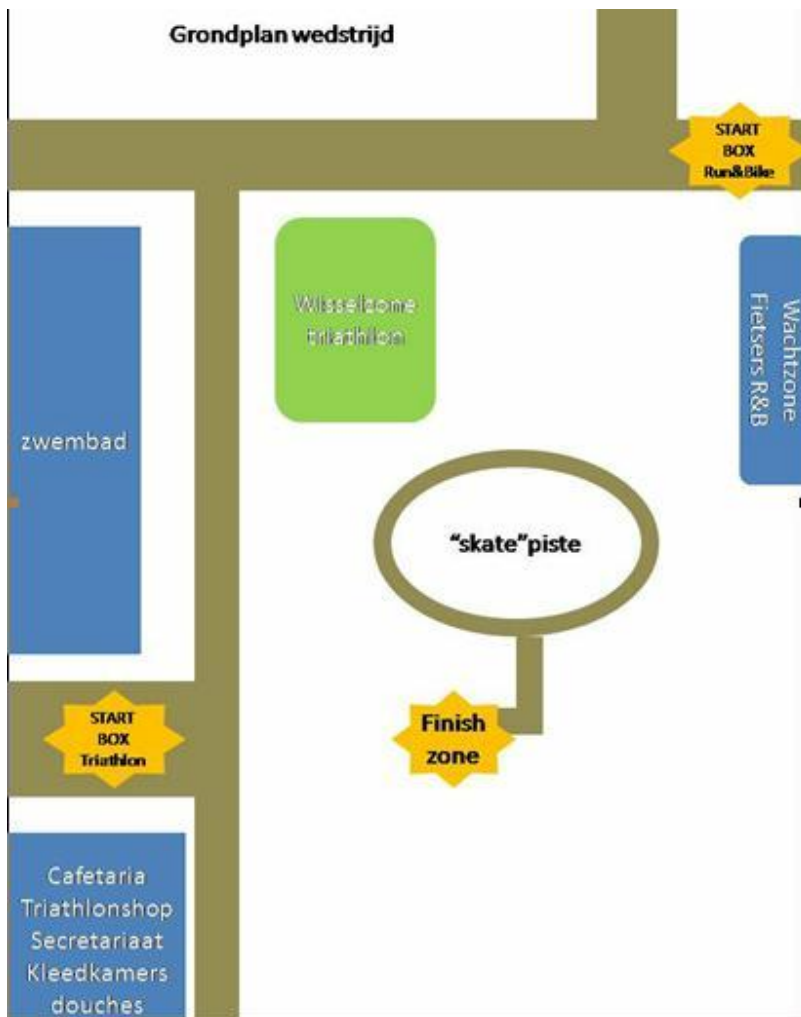 Grondplan wedstrijd
START
BOX
Run&Bike
Wisselzone
triathlon
Wachtzone
Fietsers R&B
zwembad
"skate"piste
START
BOX
Triathlon
Finish
zone
Cafetaria
Triathlonshop
Secretariaat
Kleedkamers
douches